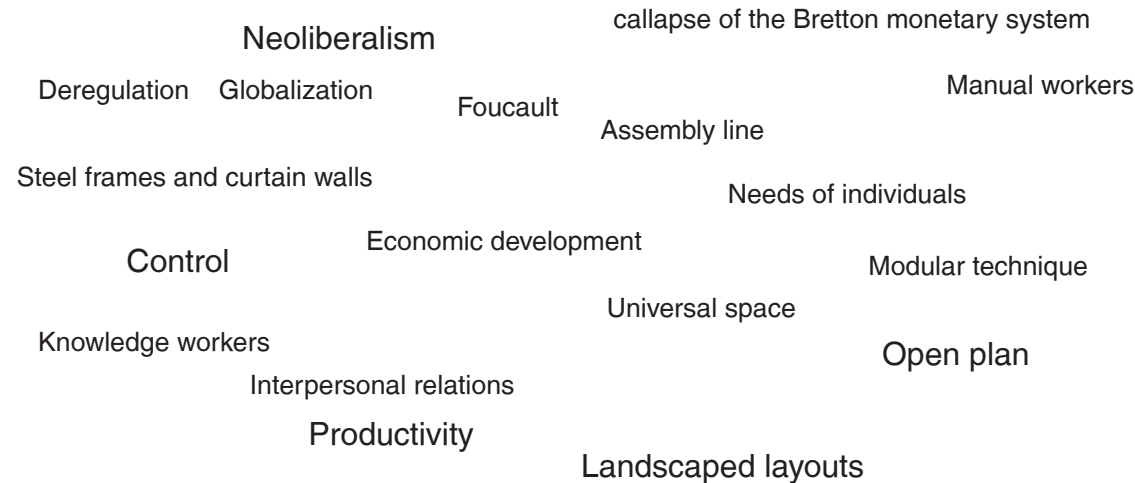 callapse of the Bretton monetary system
Neoliberalism
Deregulation
Globalization
Manual workers
Foucault
Assembly line
Steel frames and curtain walls
Needs of individuals
Economic development
Control
Modular technique
Universal space
Knowledge workers
Open plan
Interpersonal relations
Productivity
Landscaped layouts